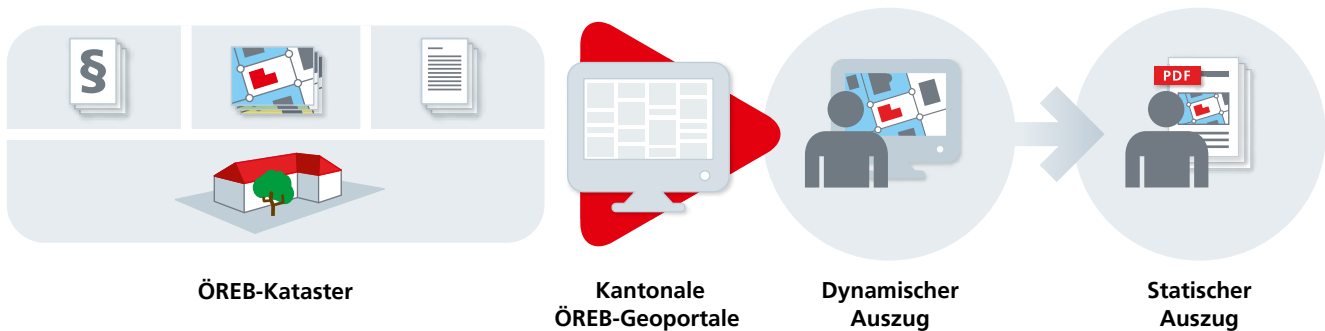 §
PDF
ÖREB-Kataster
Kantonale
ÖREB-Geoportale
Dynamischer
Auszug
Statischer
Auszug